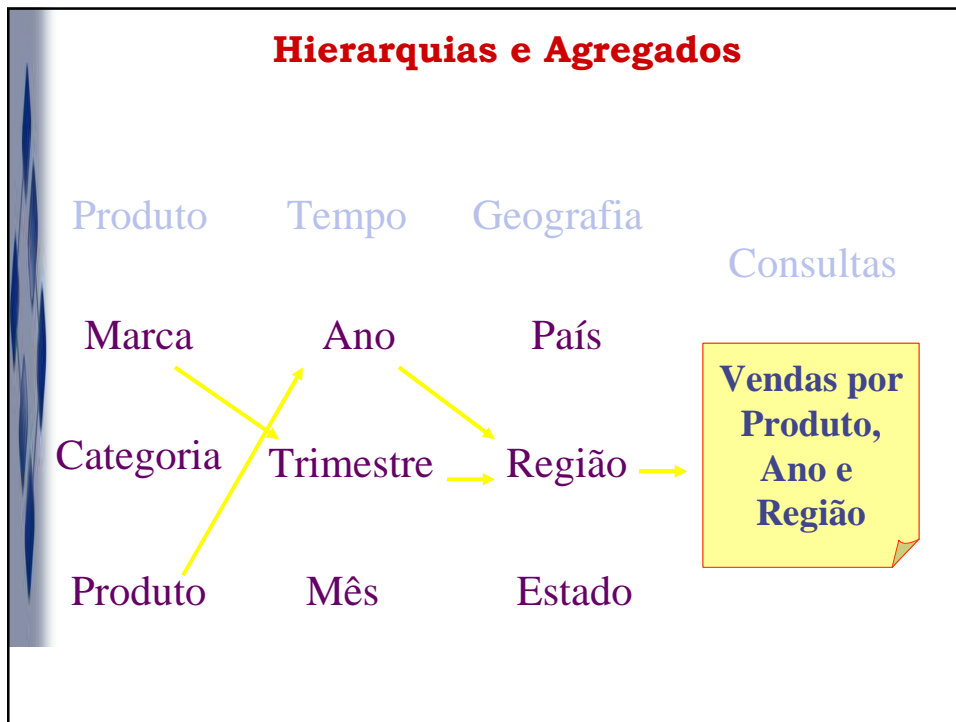 Hierarquias e Agregados
Produto Tempo Geografia
Consultas
Marca Ano País
Categoria Trimestre Região
Produto Mês Estado
Vendas por
Produto,
Ano e
Região